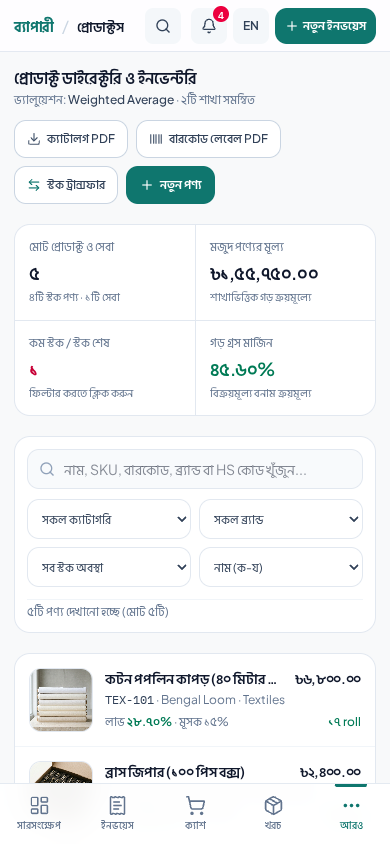 ব্যাপারী / প্রোডাক্টস 4 EN + নতুন ইনভয়েস
প্রোডাক্ট ডাইরেক্টরি ও ইনভেন্টরি
ভ্যালুয়েশন: Weighted Average · ২টি শাখা সমন্বিত
ক্যাটালগ PDF বারকোড লেবেল PDF
স্টক ট্রান্সফার + নতুন পণ্য
মোট প্রোডাক্ট ও সেবা মজুদ পণ্যের মূল্য
৫ ৳১,৫৫,৭৫০.০০
৪টি স্টক পণ্য · ১টি সেবা শাখাভিত্তিক গড় ক্রয়মূল্যে
কম স্টক / স্টক শেষ গড় গ্রস মার্জিন
১ ৪৫.৬০%
ফিল্টার করতে ক্লিক করুন বিক্রয়মূল্য বনাম ক্রয়মূল্য
নাম, SKU, বারকোড, ব্র্যান্ড বা HS কোড খুঁজুন...
সকল ক্যাটাগরি সকল ব্র্যান্ড
সব স্টক অবস্থা নাম (ক-য)
৫টি পণ্য দেখানো হচ্ছে (মোট ৫টি)
কটন পপলিন কাপড় (৪০ মিটার ... ৳৬,৮০০.০০
TEX-101 · Bengal Loom · Textiles
লাভ ২৮.৭০% · মূসক ১৫% ১৭ roll
ব্রাস জিপার (১০০ পিস বক্স) ৳২,৪০০.০০
সারসংক্ষেপ ইনভয়েস ক্যাশ খরচ আরও